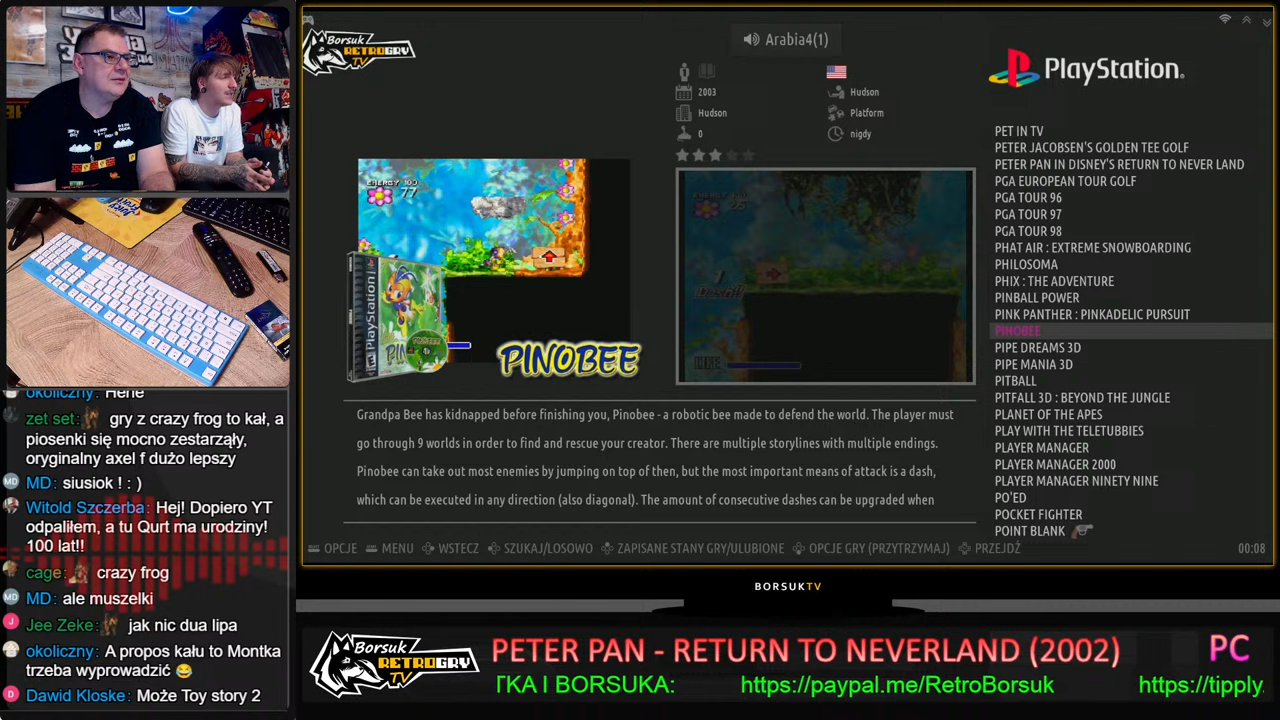 Borsuk
RETROGRY
TV
Arabia4(1)
2003
Hudson
Hudson
Platform
0
nigdy
PlayStation.
ENERGY 100
77
PlayStation
PINOBEE
PET IN TV
PETER JACOBSEN'S GOLDEN TEE GOLF
PETER PAN IN DISNEY'S RETURN TO NEVER LAND
PGA EUROPEAN TOUR GOLF
PGA TOUR 96
PGA TOUR 97
PGA TOUR 98
PHAT AIR : EXTREME SNOWBOARDING
PHILOSOMA
PHIX : THE ADVENTURE
PINBALL POWER
PINK PANTHER : PINKADELIC PURSUIT
PINOBEE
PIPE DREAMS 3D
PIPE MANIA 3D
PITBALL
PITFALL 3D : BEYOND THE JUNGLE
PLANET OF THE APES
PLAY WITH THE TELETUBBIES
PLAYER MANAGER
PLAYER MANAGER 2000
PLAYER MANAGER NINETY NINE
PO'ED
POCKET FIGHTER
POINT BLANK
Grandpa Bee has kidnapped before finishing you, Pinobee - a robotic bee made to defend the world. The player must
go through 9 worlds in order to find and rescue your creator. There are multiple storylines with multiple endings.
Pinobee can take out most enemies by jumping on top of then, but the most important means of attack is a dash,
which can be executed in any direction (also diagonal). The amount of consecutive dashes can be upgraded when
OPCJE MENU WSTECZ SZUKAJ/LOSOWO ZAPISANE STANY GRY/ULUBIONE OPCJE GRY (PRZYTRZYMAJ) PRZEJDŹ 00:08
BORSUKTV
okoliczny: Hehe
zet set: gry z crazy frog to kał, a
piosenki się mocno zestarzały,
oryginalny axel f dużo lepszy
MD: siusiok ! : )
Witold Szczerba: Hej! Dopiero YT
odpaliłem, a tu Qurt ma urodziny!
100 lat!!
cage: crazy frog
MD: ale muszelki
Jee Zeke: jak nic dua lipa
okoliczny: A propos kału to Montka
trzeba wyprowadzić 😂
Dawid Kloske: Może Toy story 2
Borsuk
RETROGRY
TV
PETER PAN - RETURN TO NEVERLAND (2002) PC
TKA I BORSUKA: https://paypal.me/RetroBorsuk https://tipply.